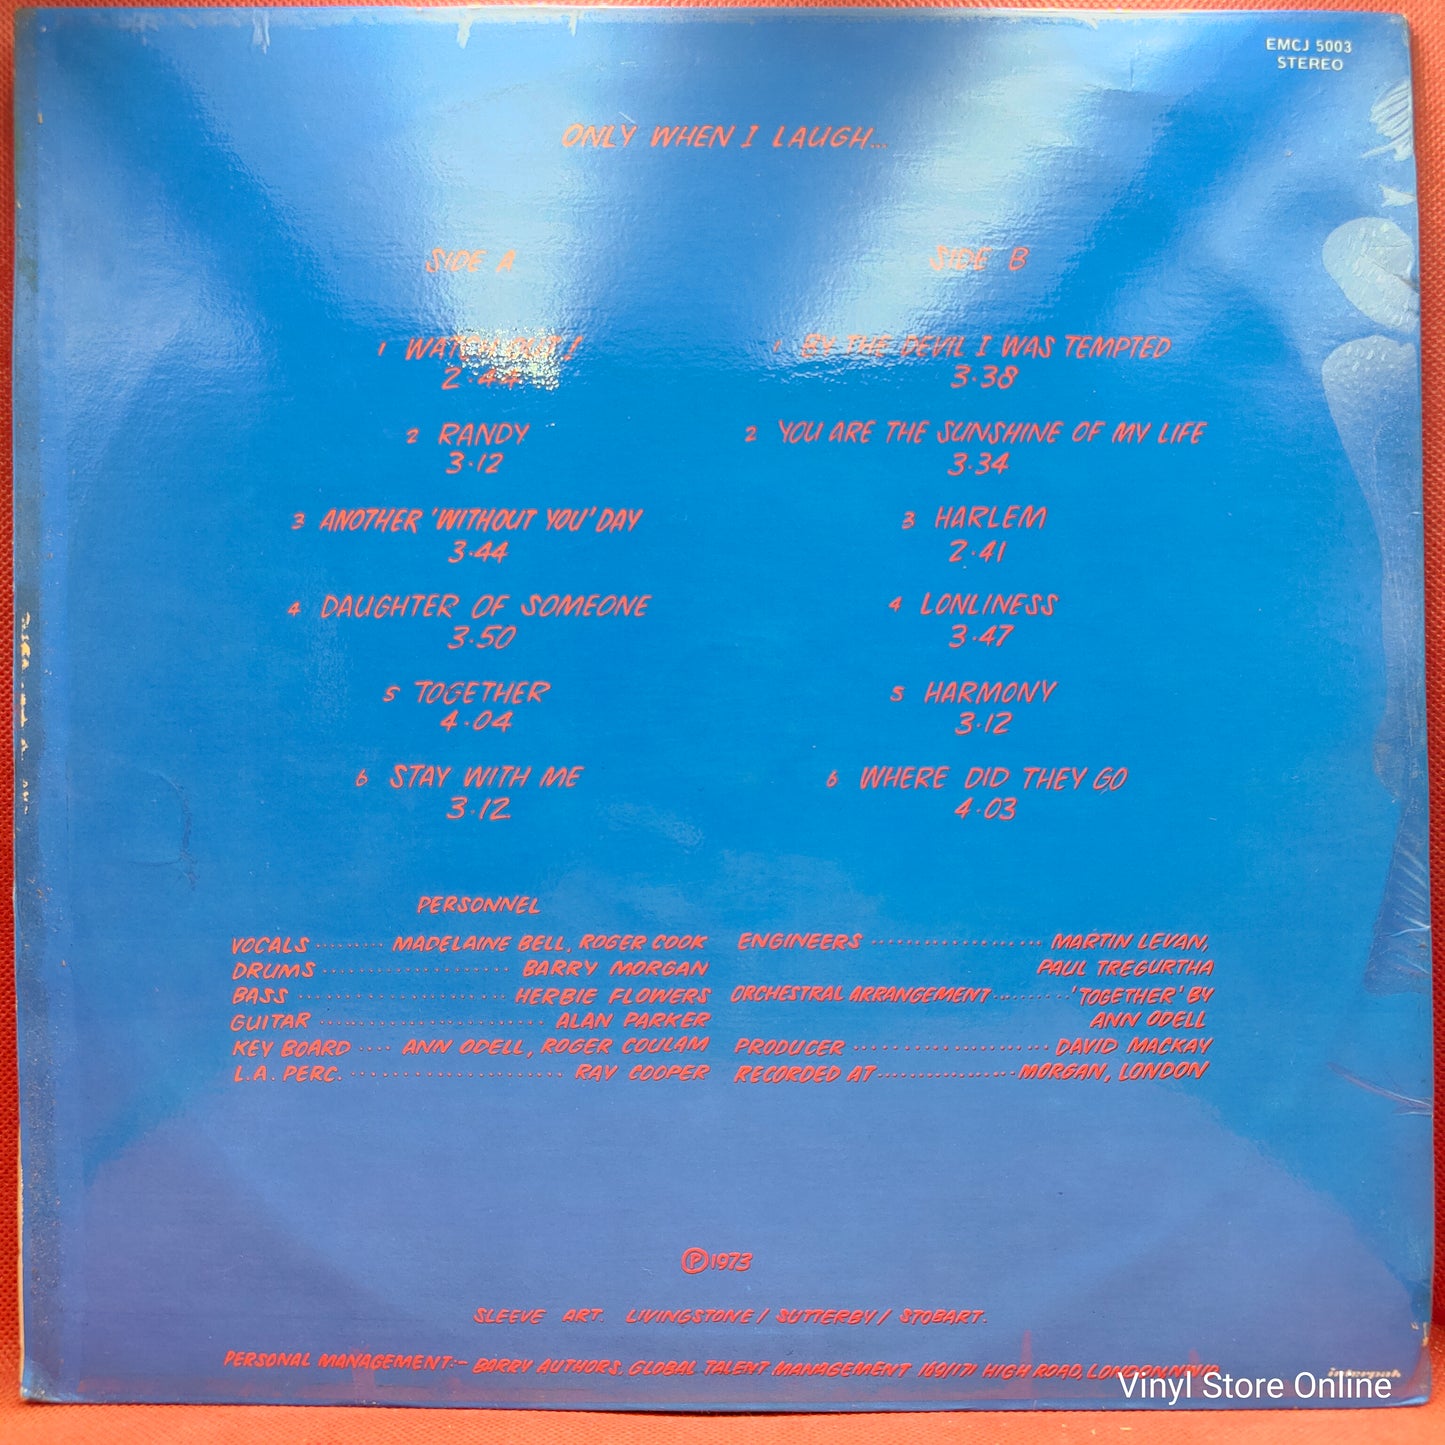 EMCJ 5003
STEREO
ONLY WHEN I LAUGH...
SIDE A
1 WATCH OUT!
2·44
2 RANDY
3·12
3 ANOTHER 'WITHOUT YOU' DAY
3·44
4 DAUGHTER OF SOMEONE
3·50
5 TOGETHER
4·04
6 STAY WITH ME
3·12
SIDE B
1 BY THE DEVIL I WAS TEMPTED
3·38
2 YOU ARE THE SUNSHINE OF MY LIFE
3·34
3 HARLEM
2·41
4 LONLINESS
3·47
5 HARMONY
3·12
6 WHERE DID THEY GO
4·03
PERSONNEL
VOCALS ........ MADELAINE BELL, ROGER COOK
DRUMS .................... BARRY MORGAN
BASS ...................... HERBIE FLOWERS
GUITAR ........................ ALAN PARKER
KEY BOARD .... ANN ODELL, ROGER COULAM
L.A. PERC. ...................... RAY COOPER
ENGINEERS .................... MARTIN LEVAN,
PAUL TREGURTHA
ORCHESTRAL ARRANGEMENT ......... 'TOGETHER' BY
ANN ODELL
PRODUCER ...................... DAVID MACKAY
RECORDED AT ................. MORGAN, LONDON
℗1973
SLEEVE ART. LIVINGSTONE / SUTTERBY / STOBART.
PERSONAL MANAGEMENT:- BARRY AUTHORS, GLOBAL TALENT MANAGEMENT 169/171 HIGH ROAD, LONDON
interpak
Vinyl Store Online